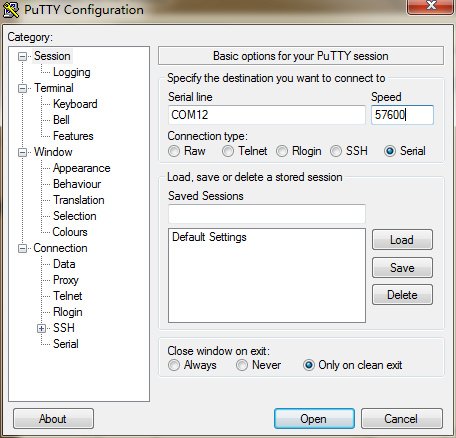 PuTTY Configuration
Category:
Session
Logging
Terminal
Keyboard
Bell
Features
Window
Appearance
Behaviour
Translation
Selection
Colours
Connection
Data
Proxy
Telnet
Rlogin
SSH
Serial
Basic options for your PuTTY session
Specify the destination you want to connect to
Serial line Speed
COM12 57600
Connection type:
Raw Telnet Rlogin SSH Serial
Load, save or delete a stored session
Saved Sessions
Default Settings
Load
Save
Delete
Close window on exit:
Always Never Only on clean exit
About Open Cancel